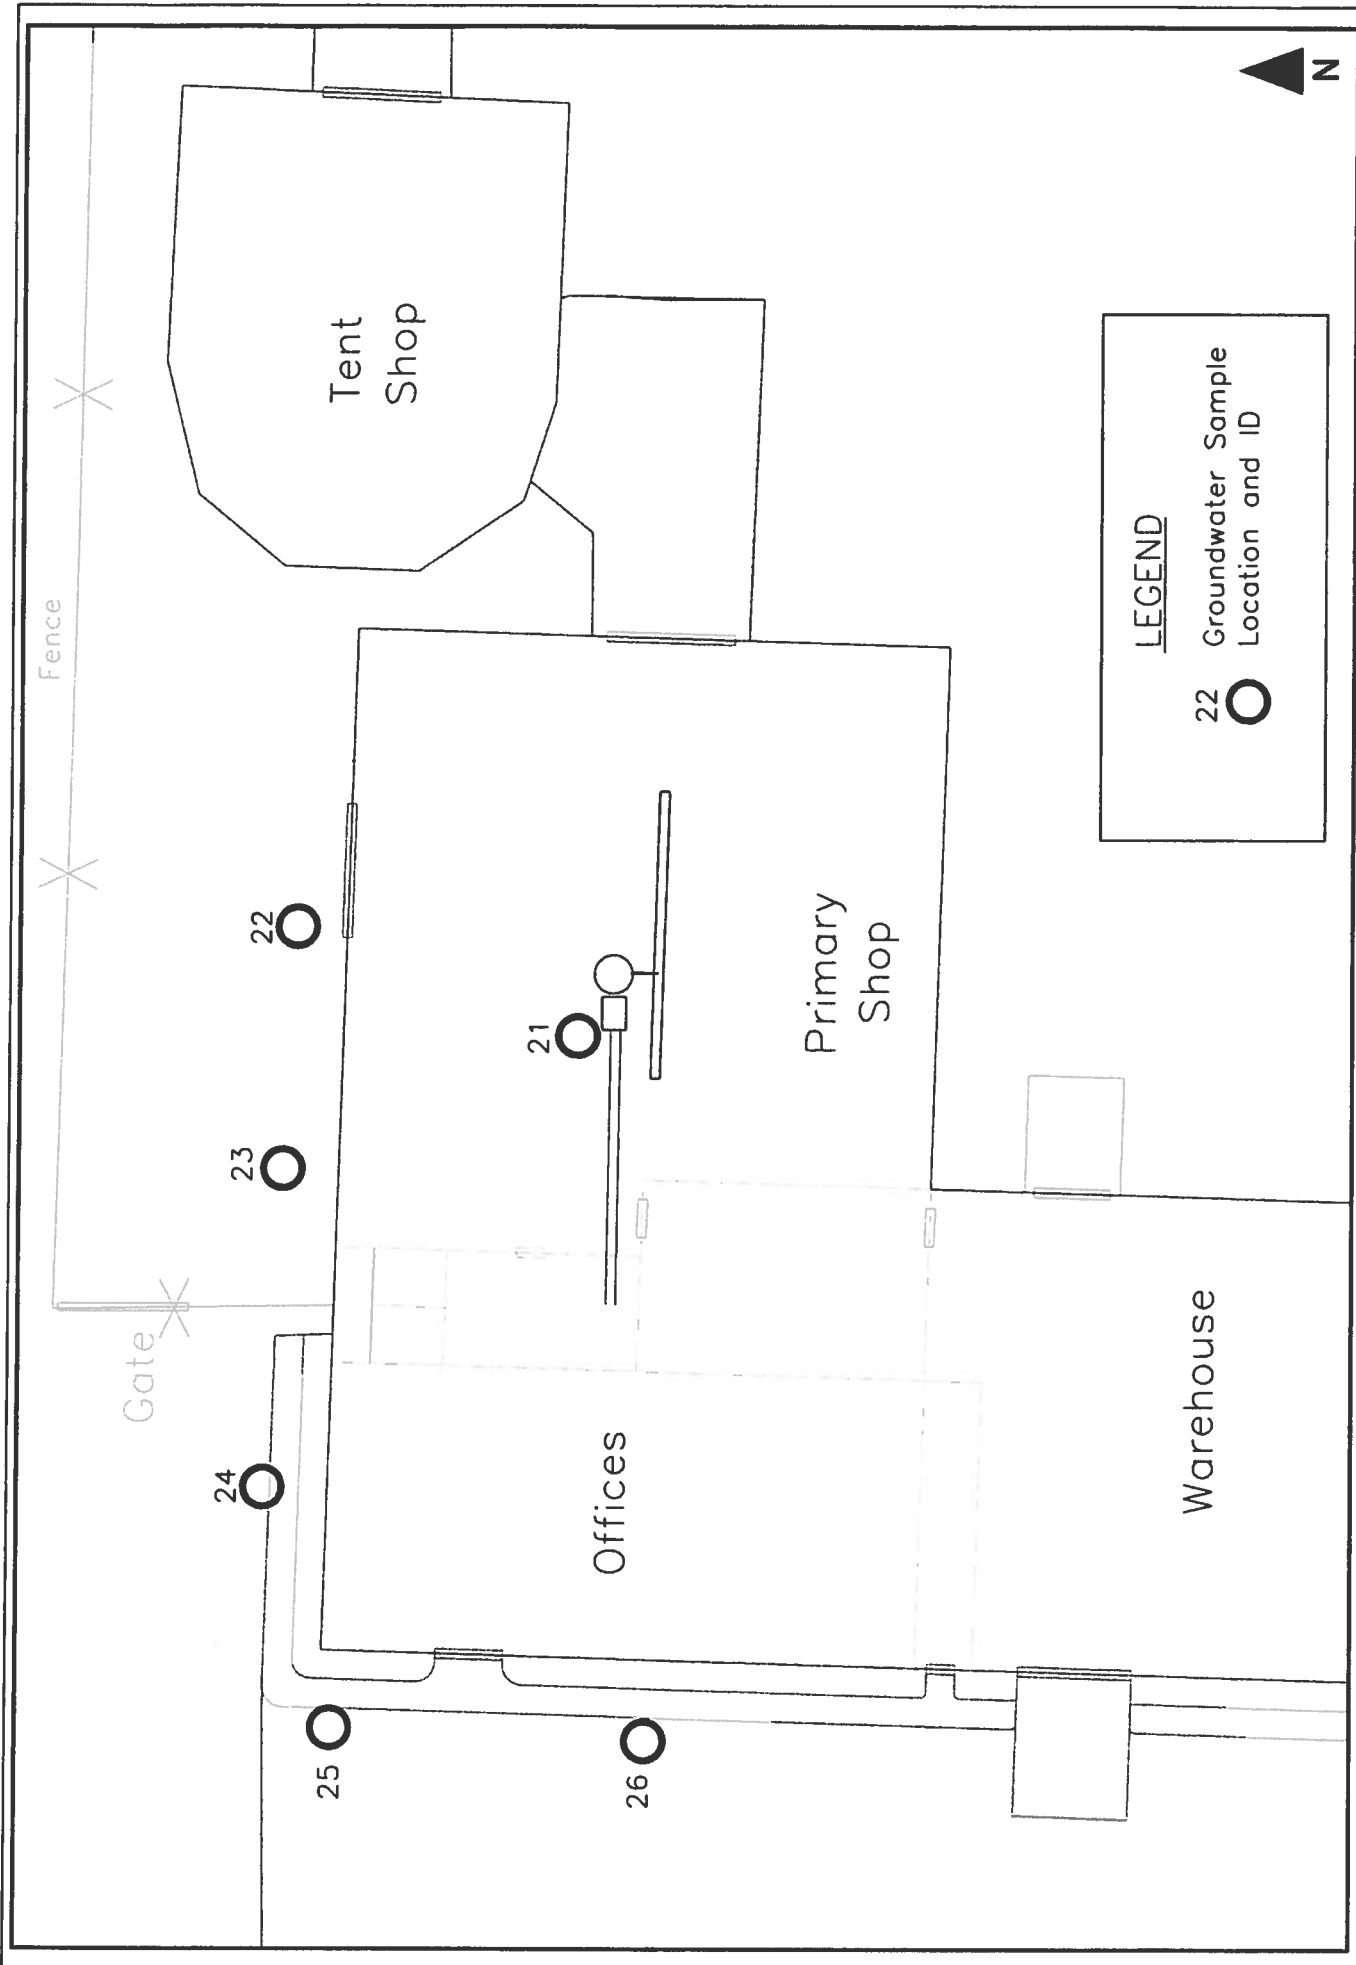 Fence
Gate
Tent
Shop
22
23
24
25
26
21
Primary
Shop
Offices
Warehouse
LEGEND
22
Groundwater Sample
Location and ID
N